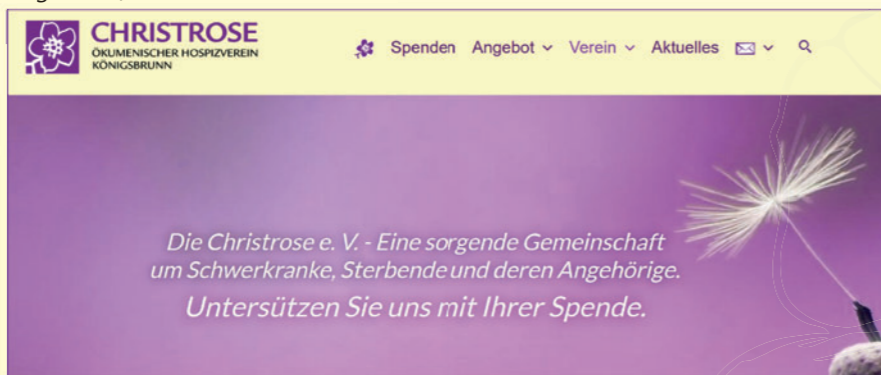 CHRISTROSE
ÖKUMENISCHER HOSPIZVEREIN
KÖNIGSBRUNN
Spenden Angebot Verein Aktuelles
Die Christrose e. V. - Eine sorgende Gemeinschaft
um Schwerkranke, Sterbende und deren Angehörige.
Untersützen Sie uns mit Ihrer Spende.